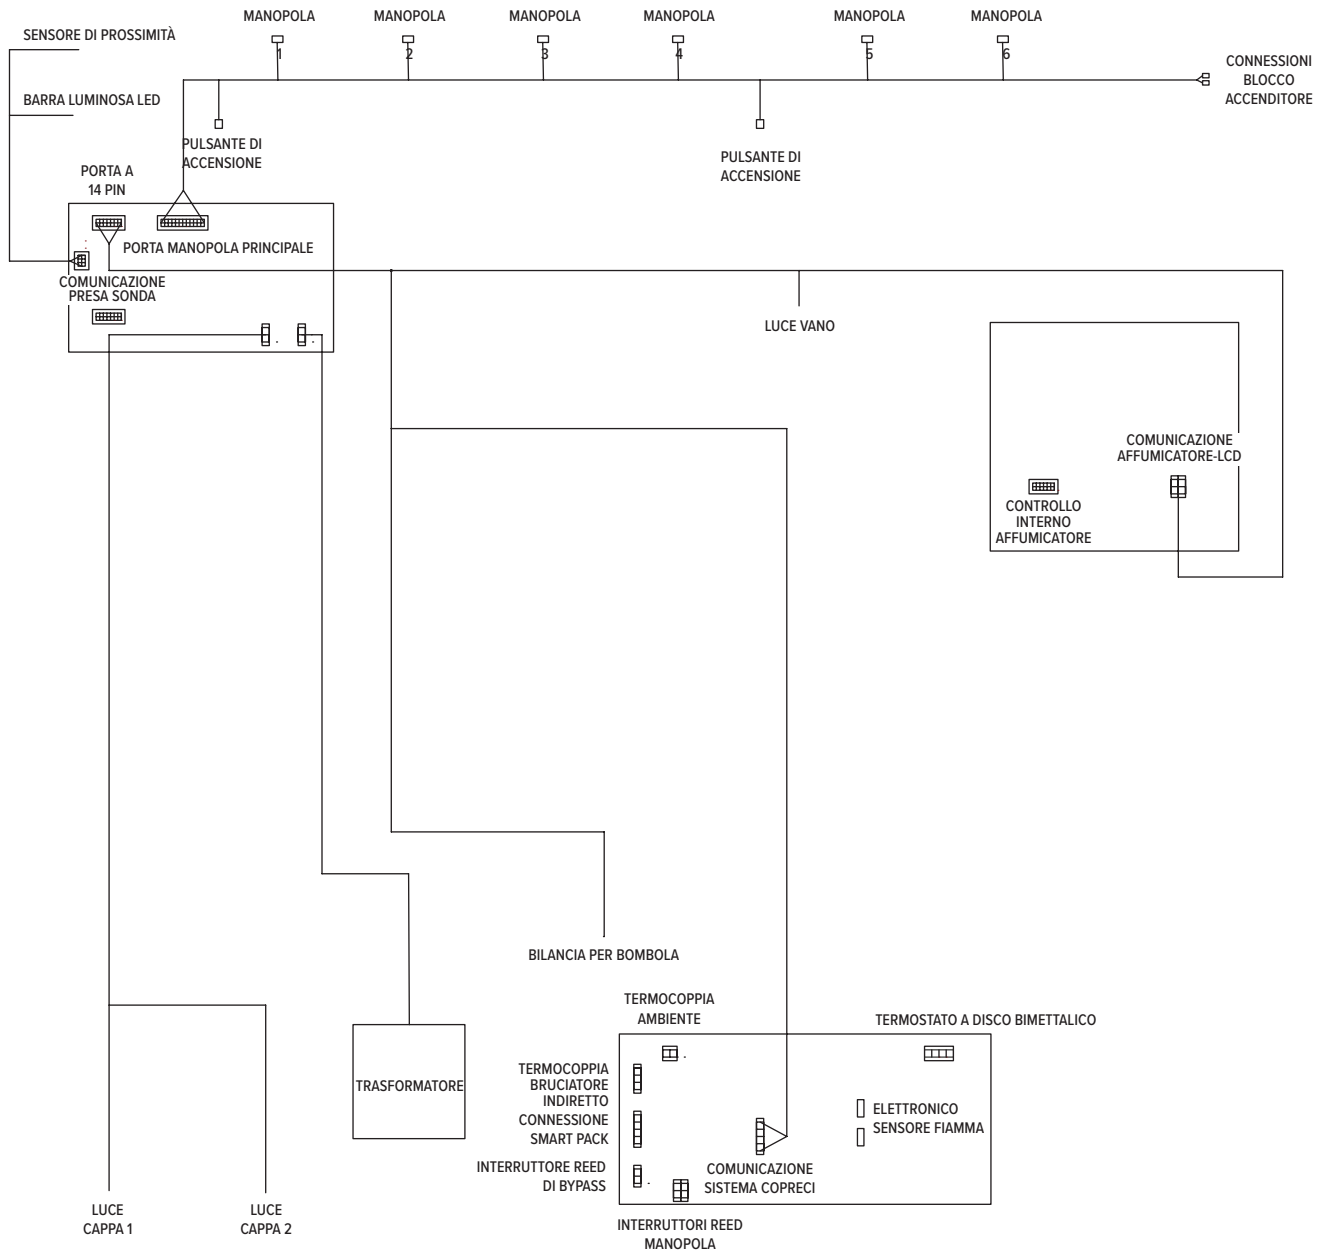 MANOPOLA
1
MANOPOLA
2
MANOPOLA
3
MANOPOLA
4
MANOPOLA
5
MANOPOLA
6
SENSORE DI PROSSIMITÀ
CONNESSIONI
BLOCCO
ACCENDITORE
BARRA LUMINOSA LED
PULSANTE DI
ACCENSIONE
PULSANTE DI
ACCENSIONE
PORTA A
14 PIN
PORTA MANOPOLA PRINCIPALE
COMUNICAZIONE
PRESA SONDA
LUCE VANO
COMUNICAZIONE
AFFUMICATORE-LCD
CONTROLLO
INTERNO
AFFUMICATORE
BILANCIA PER BOMBOLA
TERMOCOPPIA
AMBIENTE
TERMOSTATO A DISCO BIMETTALICO
TRASFORMATORE
TERMOCOPPIA
BRUCIATORE
INDIRETTO
CONNESSIONE
SMART PACK
ELETTRONICO
SENSORE FIAMMA
INTERRUTTORE REED
DI BYPASS
COMUNICAZIONE
SISTEMA COPRECI
LUCE
CAPPA 1
LUCE
CAPPA 2
INTERRUTTORI REED
MANOPOLA